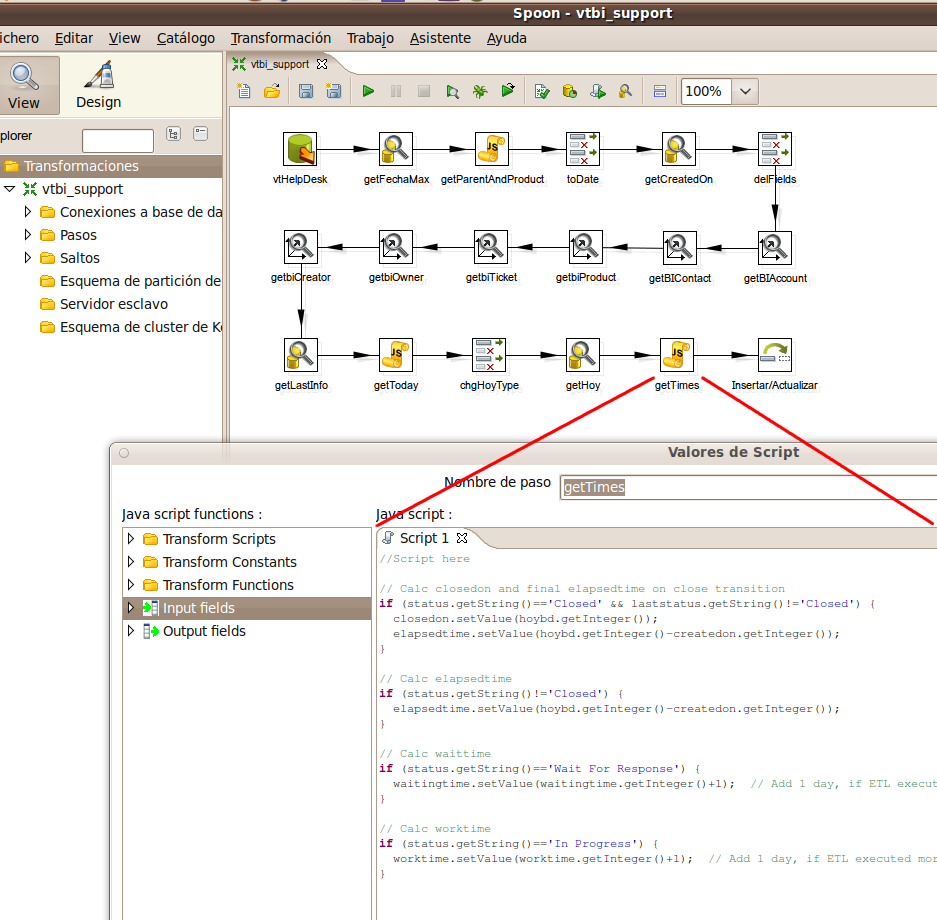 Spoon - vtbi_support
ichero Editar View Catálogo Transformación Trabajo Asistente Ayuda
View
Design
vtbi_support
100%
plorer
Transformaciones
vtbi_support
Conexiones a base de da
Pasos
Saltos
Esquema de partición de
Servidor esclavo
Esquema de cluster de K
vtHelpDesk getFechaMax getParentAndProduct toDate getCreatedOn delFields
getbiCreator getbiOwner getbiTicket getbiProduct getBIContact getBIAccount
getLastInfo getToday chgHoyType getHoy getTimes Insertar/Actualizar
Valores de Script
Nombre de paso getTimes
Java script functions :
Transform Scripts
Transform Constants
Transform Functions
Input fields
Output fields
Java script :
Script 1
//Script here
// Calc closedon and final elapsedtime on close transition
if (status.getString()=='Closed' && laststatus.getString()!='Closed') {
closedon.setValue(hoybd.getInteger());
elapsedtime.setValue(hoybd.getInteger()-createdon.getInteger());
}
// Calc elapsedtime
if (status.getString()!='Closed') {
elapsedtime.setValue(hoybd.getInteger()-createdon.getInteger());
}
// Calc waittime
if (status.getString()=='Wait For Response') {
waitingtime.setValue(waitingtime.getInteger()+1); // Add 1 day, if ETL execut
}
// Calc worktime
if (status.getString()=='In Progress') {
worktime.setValue(worktime.getInteger()+1); // Add 1 day, if ETL executed mor
}